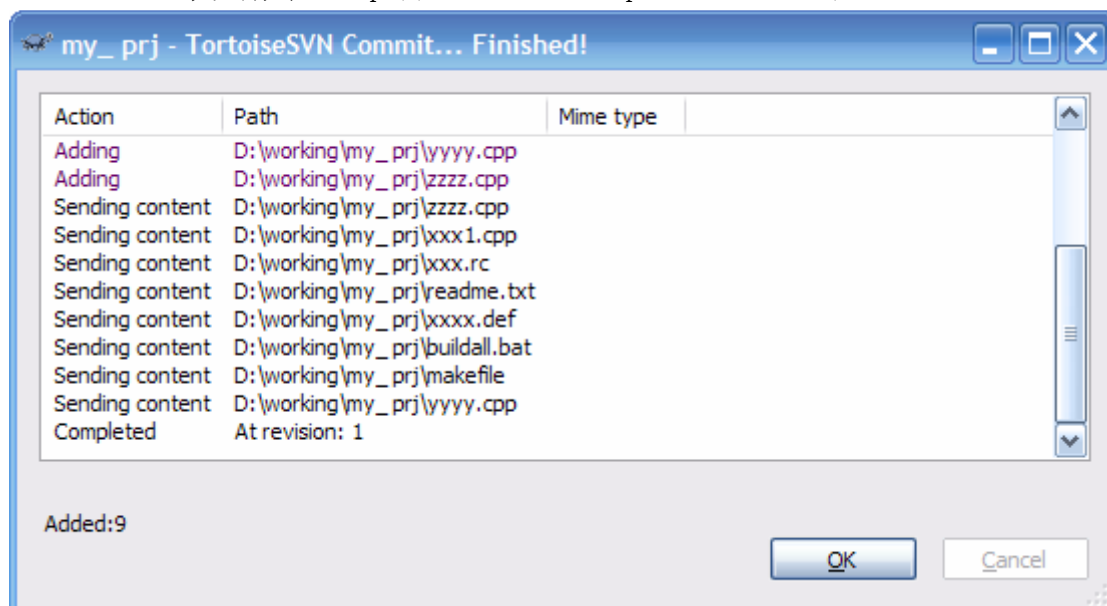 my_ prj - TortoiseSVN Commit... Finished!
Action Path Mime type
Adding D:\working\my_ prj\yyyy.cpp
Adding D:\working\my_ prj\zzzz.cpp
Sending content D:\working\my_ prj\zzzz.cpp
Sending content D:\working\my_ prj\xxx1.cpp
Sending content D:\working\my_ prj\xxx.rc
Sending content D:\working\my_ prj\readme.txt
Sending content D:\working\my_ prj\xxxx.def
Sending content D:\working\my_ prj\buildall.bat
Sending content D:\working\my_ prj\makefile
Sending content D:\working\my_ prj\yyyy.cpp
Completed At revision: 1
Added:9
OK Cancel